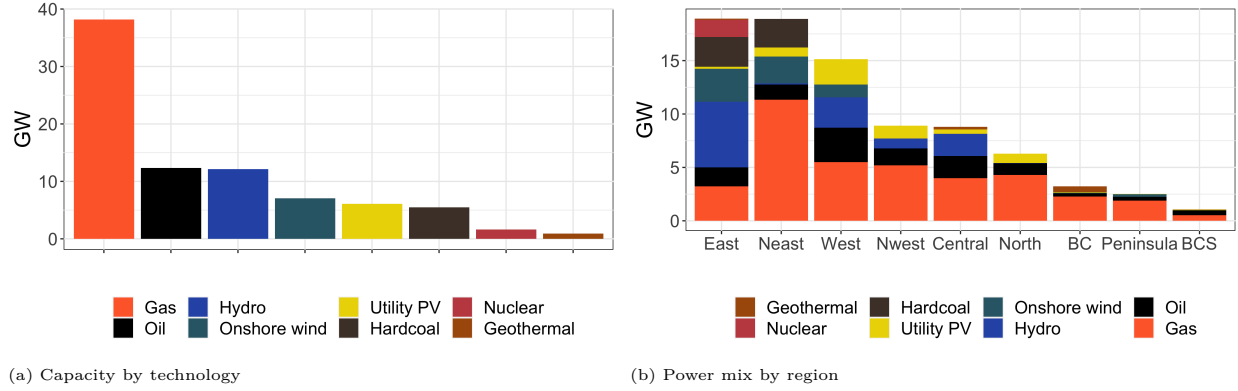 40
30
20
10
0
GW
Gas
Hydro
Utility PV
Nuclear
Oil
Onshore wind
Hardcoal
Geothermal
(a) Capacity by technology
15
10
5
0
GW
East Neast West Nwest Central North BC Peninsula BCS
Geothermal
Hardcoal
Onshore wind
Oil
Nuclear
Utility PV
Hydro
Gas
(b) Power mix by region